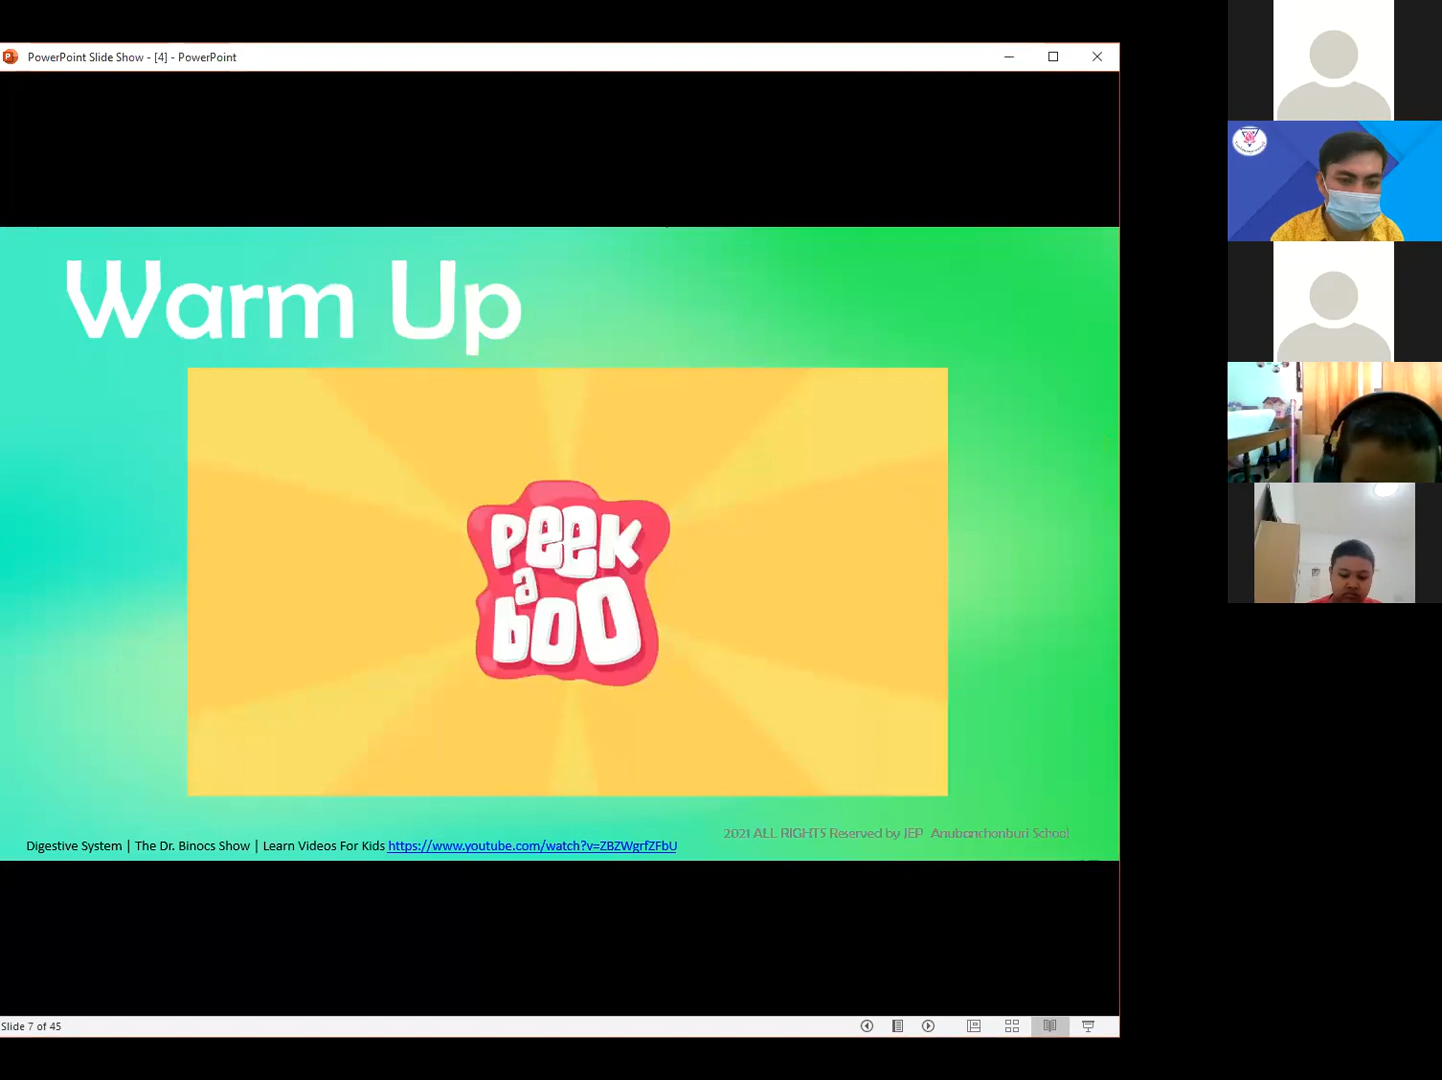 PowerPoint Slide Show - [4] - PowerPoint
Warm Up
peek
a
boo
2021 ALL RIGHTS Reserved by IEP Anubanchonburi School
Digestive System | The Dr. Binocs Show | Learn Videos For Kids https://www.youtube.com/watch?v=ZBZWgrfZFbU
Slide 7 of 45